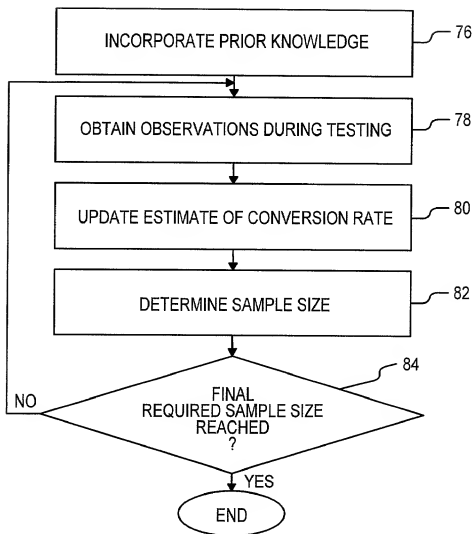 INCORPORATE PRIOR KNOWLEDGE
76
OBTAIN OBSERVATIONS DURING TESTING
78
UPDATE ESTIMATE OF CONVERSION RATE
80
DETERMINE SAMPLE SIZE
82
84
FINAL
REQUIRED SAMPLE SIZE
REACHED
?
NO
YES
END